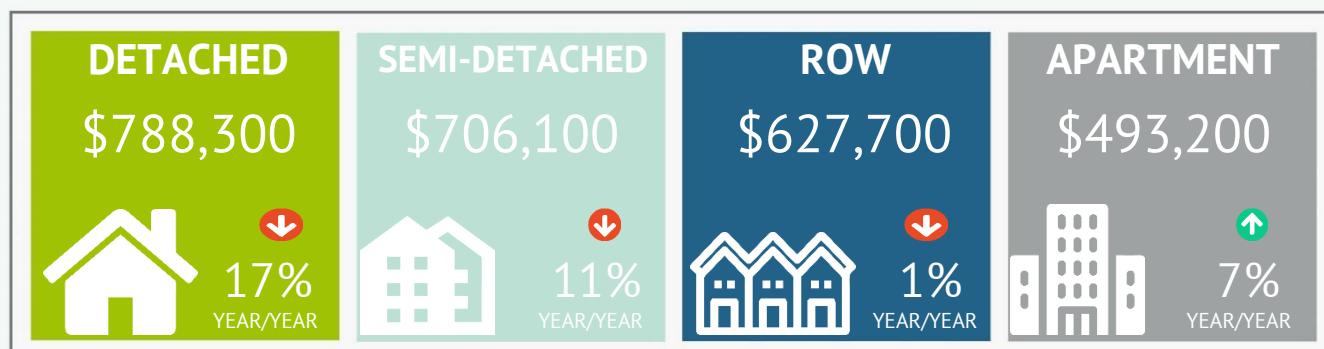 DETACHED
$788,300
17%
YEAR/YEAR
SEMI-DETACHED
$706,100
11%
YEAR/YEAR
ROW
$627,700
1%
YEAR/YEAR
APARTMENT
$493,200
7%
YEAR/YEAR